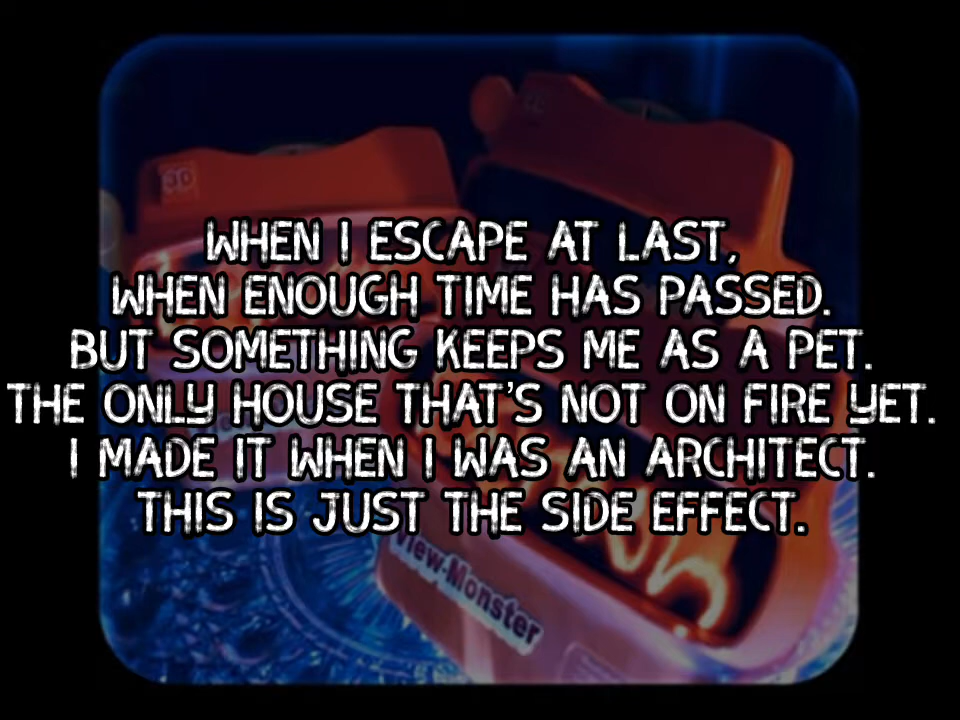 3D
WHEN I ESCAPE AT LAST,
WHEN ENOUGH TIME HAS PASSED.
BUT SOMETHING KEEPS ME AS A PET.
THE ONLY HOUSE THAT'S NOT ON FIRE YET.
I MADE IT WHEN I WAS AN ARCHITECT.
THIS IS JUST THE SIDE EFFECT.
View-Monster